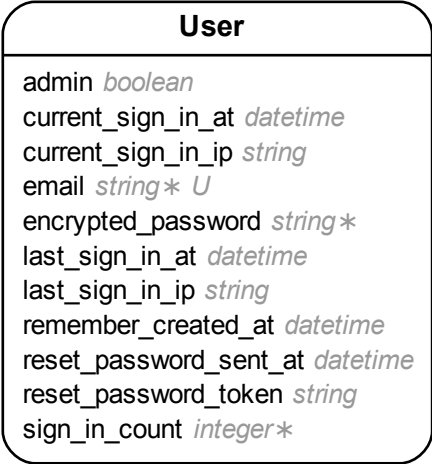 User
admin boolean
current_sign_in_at datetime
current_sign_in_ip string
email string∗ U
encrypted_password string∗
last_sign_in_at datetime
last_sign_in_ip string
remember_created_at datetime
reset_password_sent_at datetime
reset_password_token string
sign_in_count integer∗